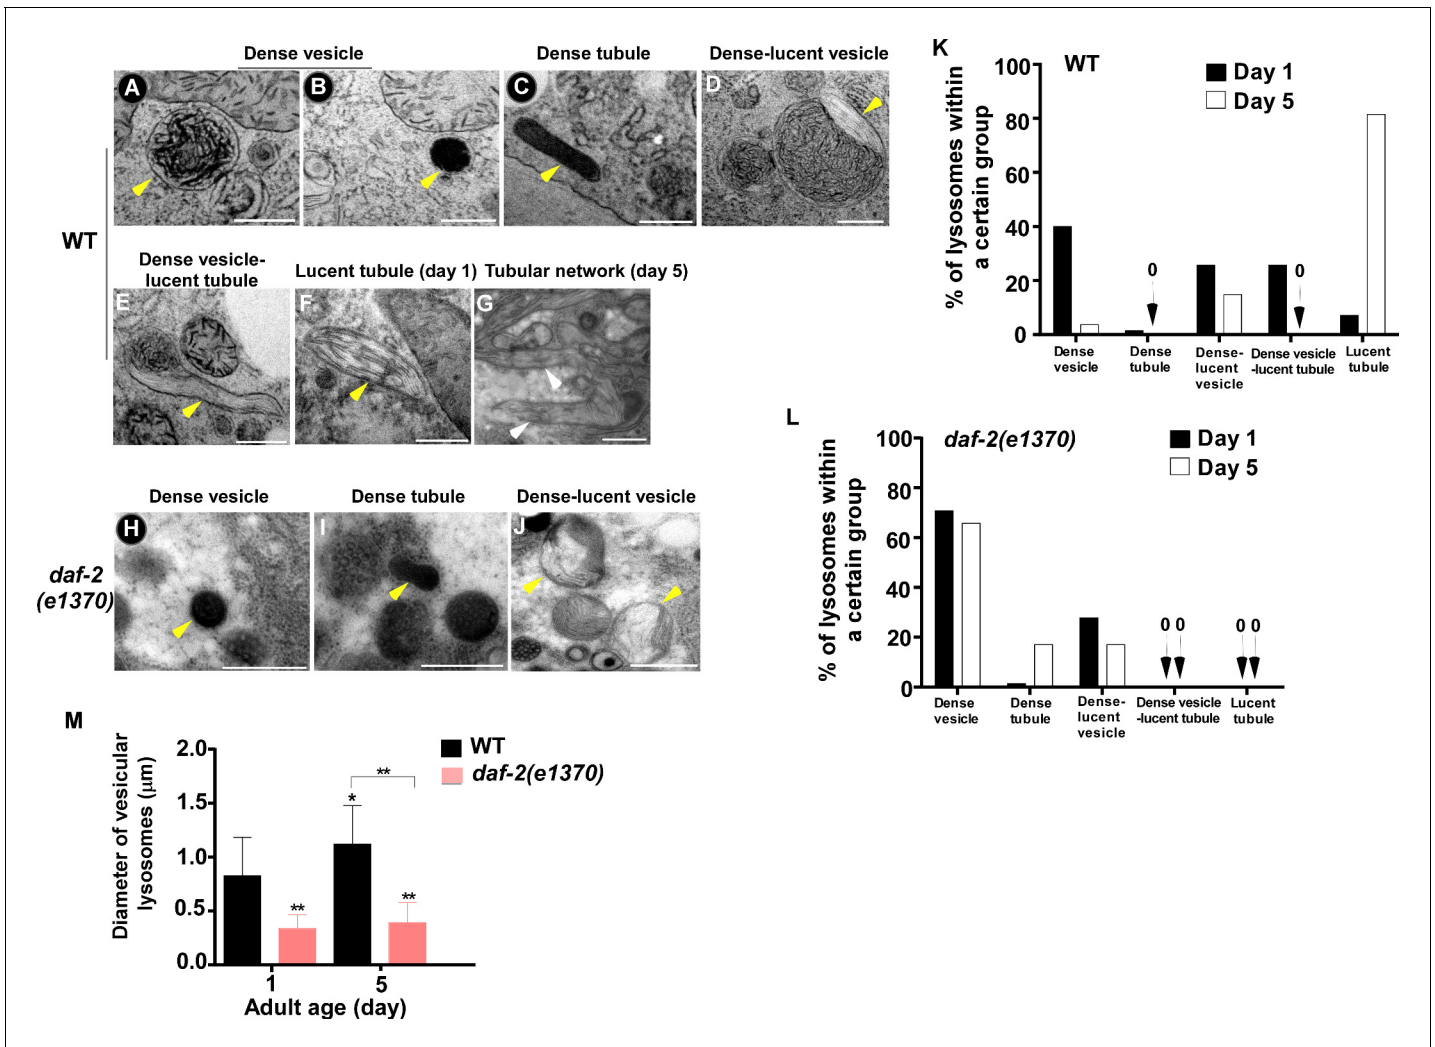 Dense vesicle
Dense tubule
Dense-lucent vesicle
A
B
C
D
WT
Dense vesicle-
lucent tubule
Lucent tubule (day 1)
Tubular network (day 5)
E
F
G
Dense vesicle
Dense tubule
Dense-lucent vesicle
H
I
J
daf-2
(e1370)
K
WT
Day 1
Day 5
% of lysosomes within
a certain group
100
80
60
40
20
0
0
0
Dense
vesicle
Dense
tubule
Dense-
lucent
vesicle
Dense vesicle
-lucent tubule
Lucent
tubule
L
daf-2(e1370)
Day 1
Day 5
% of lysosomes within
a certain group
100
80
60
40
20
0
0 0
0 0
Dense
vesicle
Dense
tubule
Dense-
lucent
vesicle
Dense vesicle
-lucent tubule
Lucent
tubule
M
WT
daf-2(e1370)
Diameter of vesicular
lysosomes (µm)
2.0
1.5
1.0
0.5
0.0
**
*
**
**
1
5
Adult age (day)